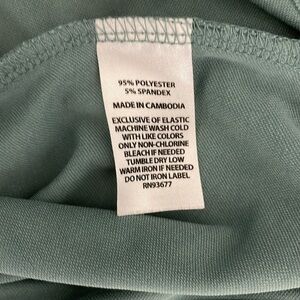 95% POLYESTER
5% SPANDEX
MADE IN CAMBODIA
EXCLUSIVE OF ELASTIC
MACHINE WASH COLD
WITH LIKE COLORS
ONLY NON-CHLORINE
BLEACH IF NEEDED
TUMBLE DRY LOW
WARM IRON IF NEEDED
DO NOT IRON LABEL
RN93677